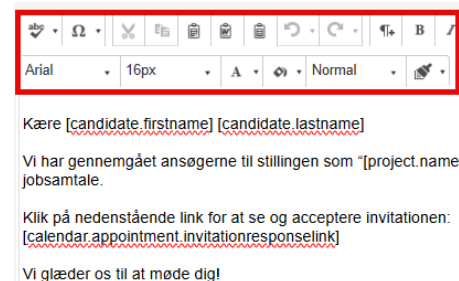 abc Ω
B I
Arial 16px A Normal
Kære [candidate.firstname] [candidate.lastname]
Vi har gennemgået ansøgerne til stillingen som “[project.name
jobsamtale.
Klik på nedenstående link for at se og acceptere invitationen:
[calendar.appointment.invitationresponselink]
Vi glæder os til at møde dig!